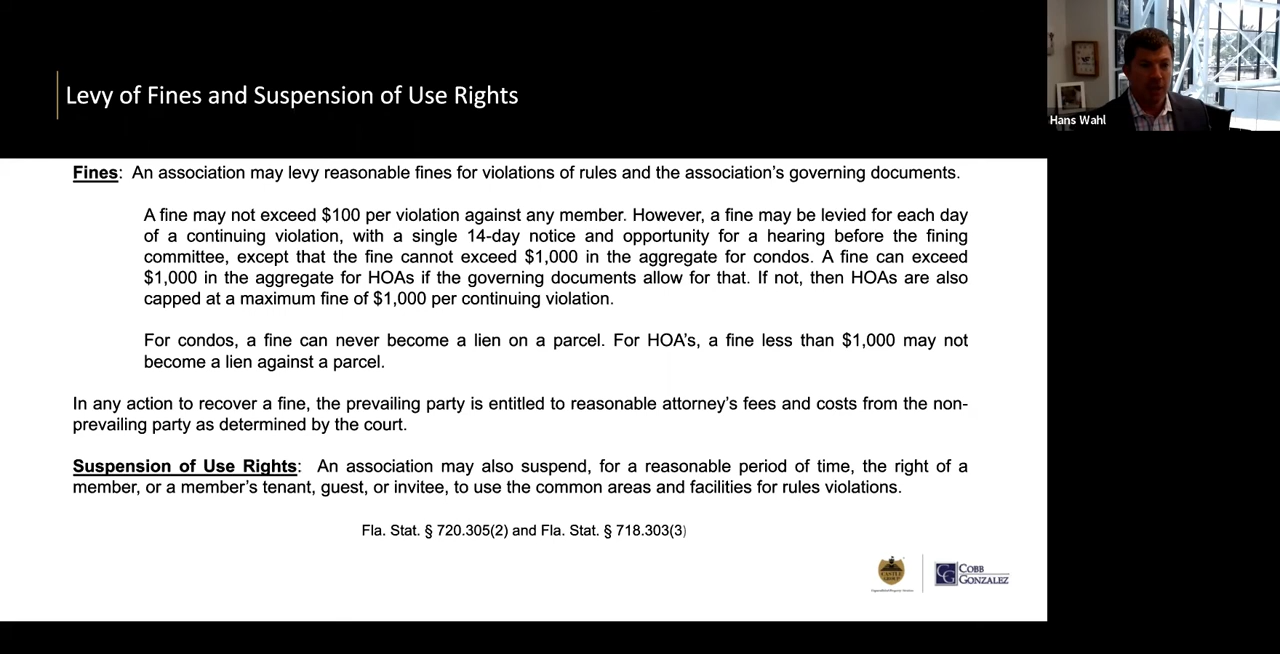 Levy of Fines and Suspension of Use Rights
Hans Wahl
Fines: An association may levy reasonable fines for violations of rules and the association's governing documents.
A fine may not exceed $100 per violation against any member. However, a fine may be levied for each day
of a continuing violation, with a single 14-day notice and opportunity for a hearing before the fining
committee, except that the fine cannot exceed $1,000 in the aggregate for condos. A fine can exceed
$1,000 in the aggregate for HOAs if the governing documents allow for that. If not, then HOAs are also
capped at a maximum fine of $1,000 per continuing violation.
For condos, a fine can never become a lien on a parcel. For HOA's, a fine less than $1,000 may not
become a lien against a parcel.
In any action to recover a fine, the prevailing party is entitled to reasonable attorney's fees and costs from the non-
prevailing party as determined by the court.
Suspension of Use Rights: An association may also suspend, for a reasonable period of time, the right of a
member, or a member's tenant, guest, or invitee, to use the common areas and facilities for rules violations.
Fla. Stat. § 720.305(2) and Fla. Stat. § 718.303(3)
CASTLE
GROUP
COBB
GONZALEZ